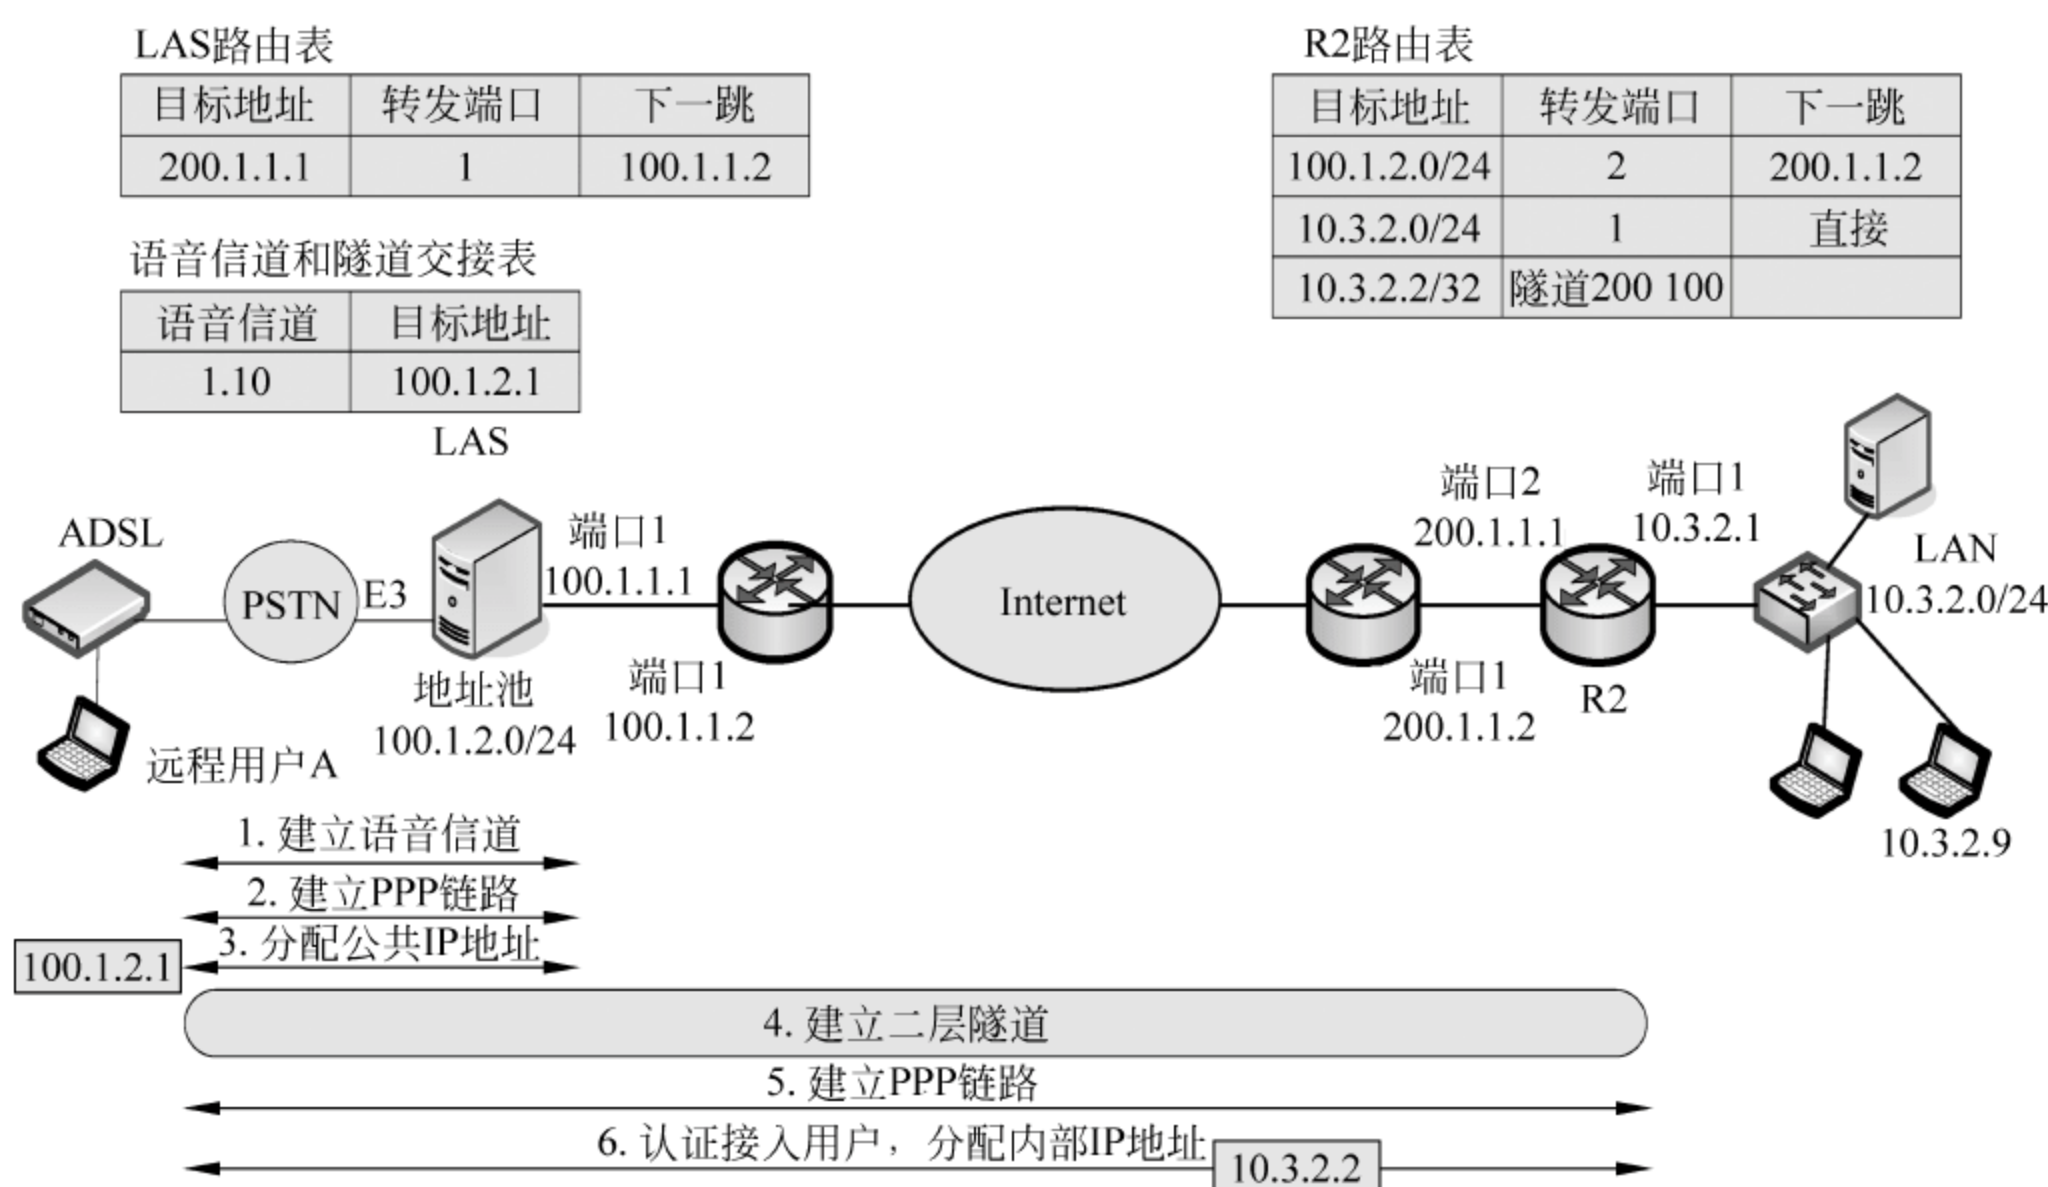 LAS路由表
目标地址 转发端口 下一跳
200.1.1.1 1 100.1.1.2
语音信道和隧道交接表
语音信道 目标地址
1.10 100.1.2.1
R2路由表
目标地址 转发端口 下一跳
100.1.2.0/24 2 200.1.1.2
10.3.2.0/24 1 直接
10.3.2.2/32 隧道200 100
LAS
ADSL
PSTN
E3
端口1
100.1.1.1
地址池
100.1.2.0/24
端口1
100.1.1.2
远程用户A
Internet
端口2
200.1.1.1
端口1
10.3.2.1
端口1
200.1.1.2
R2
LAN
10.3.2.0/24
10.3.2.9
1. 建立语音信道
2. 建立PPP链路
3. 分配公共IP地址
100.1.2.1
4. 建立二层隧道
5. 建立PPP链路
6. 认证接入用户，分配内部IP地址
10.3.2.2